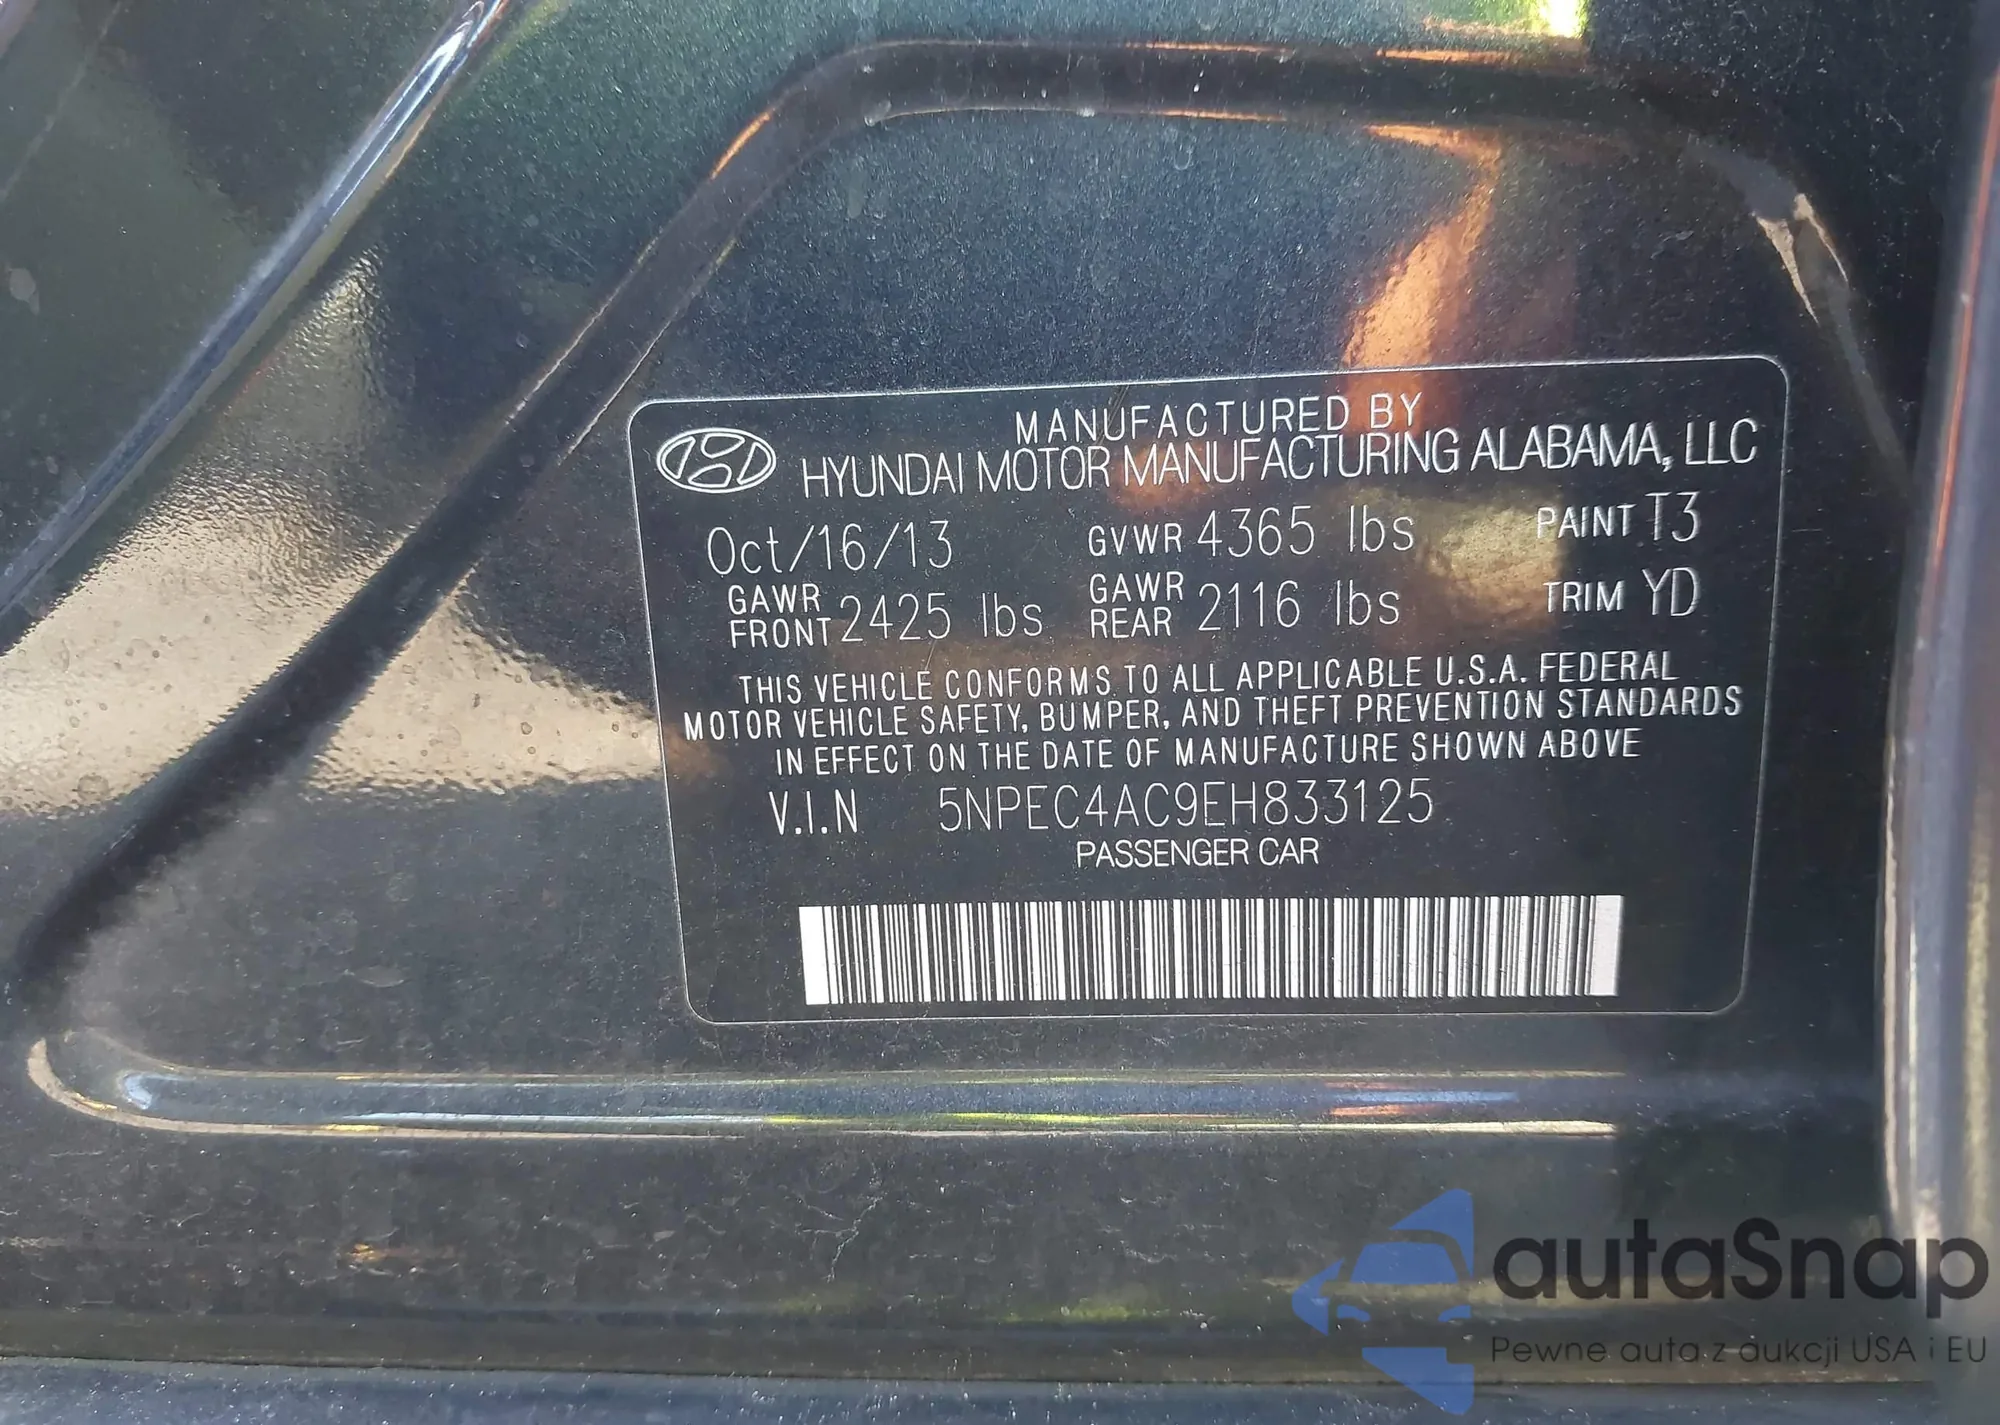 MANUFACTURED BY
HYUNDAI MOTOR MANUFACTURING ALABAMA, LLC
Oct/16/13 GVWR 4365 lbs PAINT T3
GAWR FRONT 2425 lbs GAWR REAR 2116 lbs TRIM YD
THIS VEHICLE CONFORMS TO ALL APPLICABLE U.S.A. FEDERAL
MOTOR VEHICLE SAFETY, BUMPER, AND THEFT PREVENTION STANDARDS
IN EFFECT ON THE DATE OF MANUFACTURE SHOWN ABOVE
V.I.N 5NPEC4AC9EH833125
PASSENGER CAR
autaSnap
Pewne auta z aukcji USA i EU